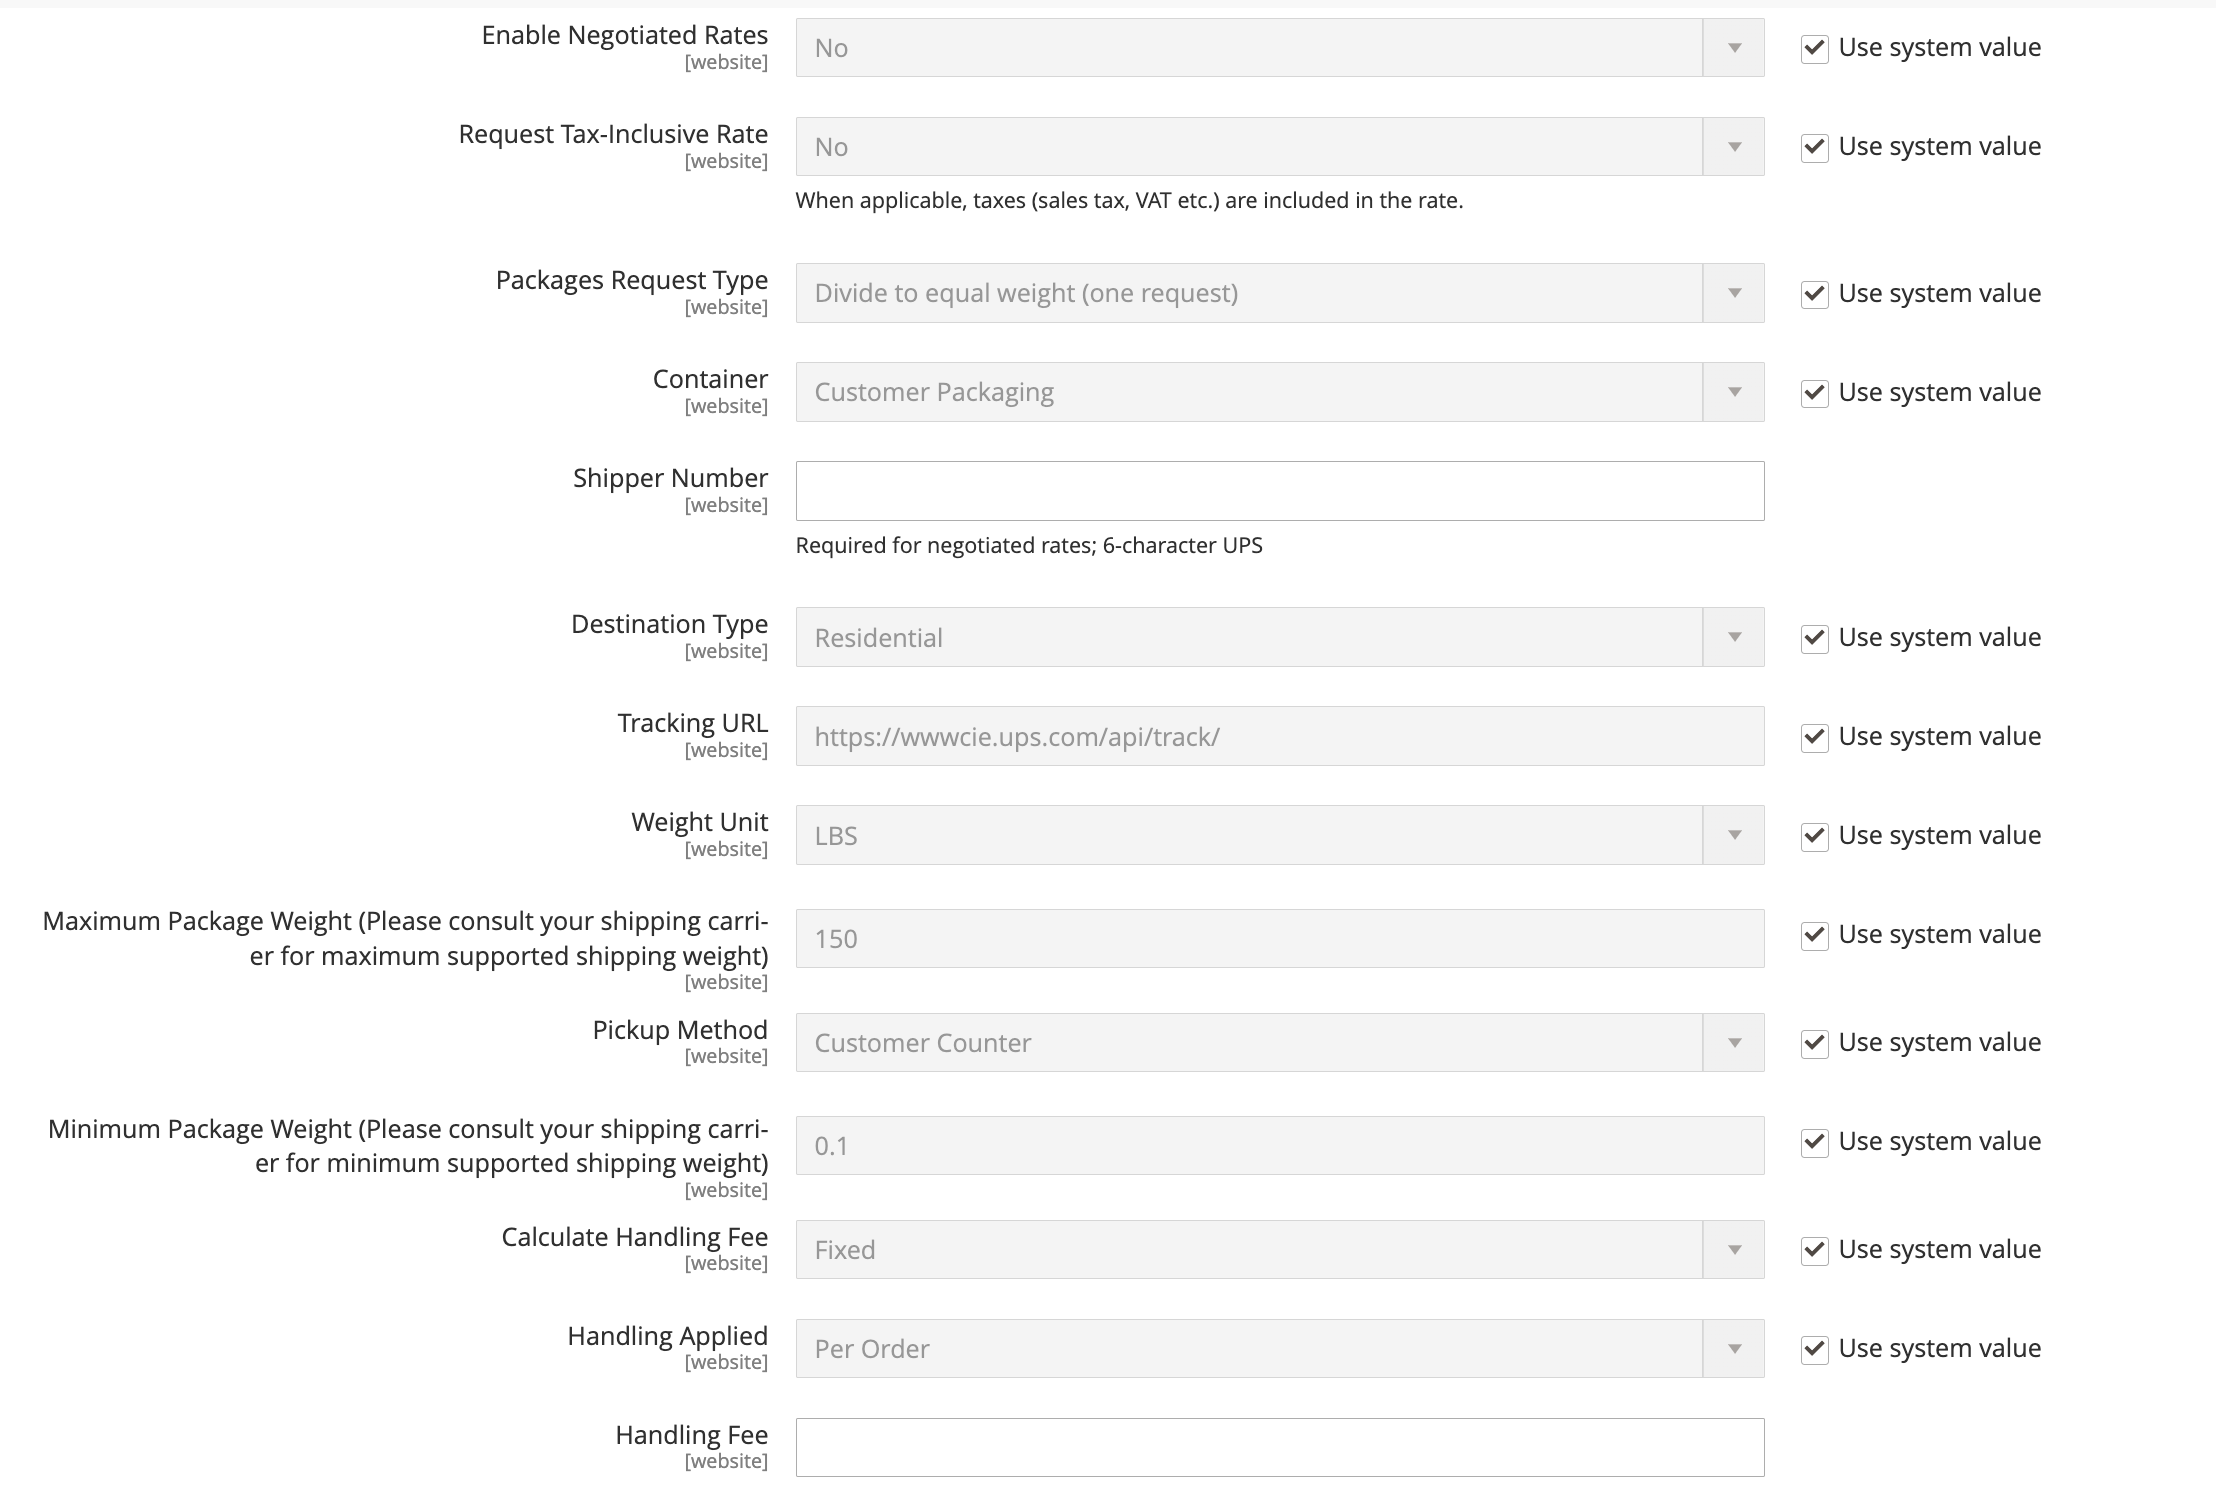 Enable Negotiated Rates
[website]
No
Use system value
Request Tax-Inclusive Rate
[website]
No
Use system value
When applicable, taxes (sales tax, VAT etc.) are included in the rate.
Packages Request Type
[website]
Divide to equal weight (one request)
Use system value
Container
[website]
Customer Packaging
Use system value
Shipper Number
[website]
Required for negotiated rates; 6-character UPS
Destination Type
[website]
Residential
Use system value
Tracking URL
[website]
https://wwwcie.ups.com/api/track/
Use system value
Weight Unit
[website]
LBS
Use system value
Maximum Package Weight (Please consult your shipping carri-
er for maximum supported shipping weight)
[website]
150
Use system value
Pickup Method
[website]
Customer Counter
Use system value
Minimum Package Weight (Please consult your shipping carri-
er for minimum supported shipping weight)
[website]
0.1
Use system value
Calculate Handling Fee
[website]
Fixed
Use system value
Handling Applied
[website]
Per Order
Use system value
Handling Fee
[website]